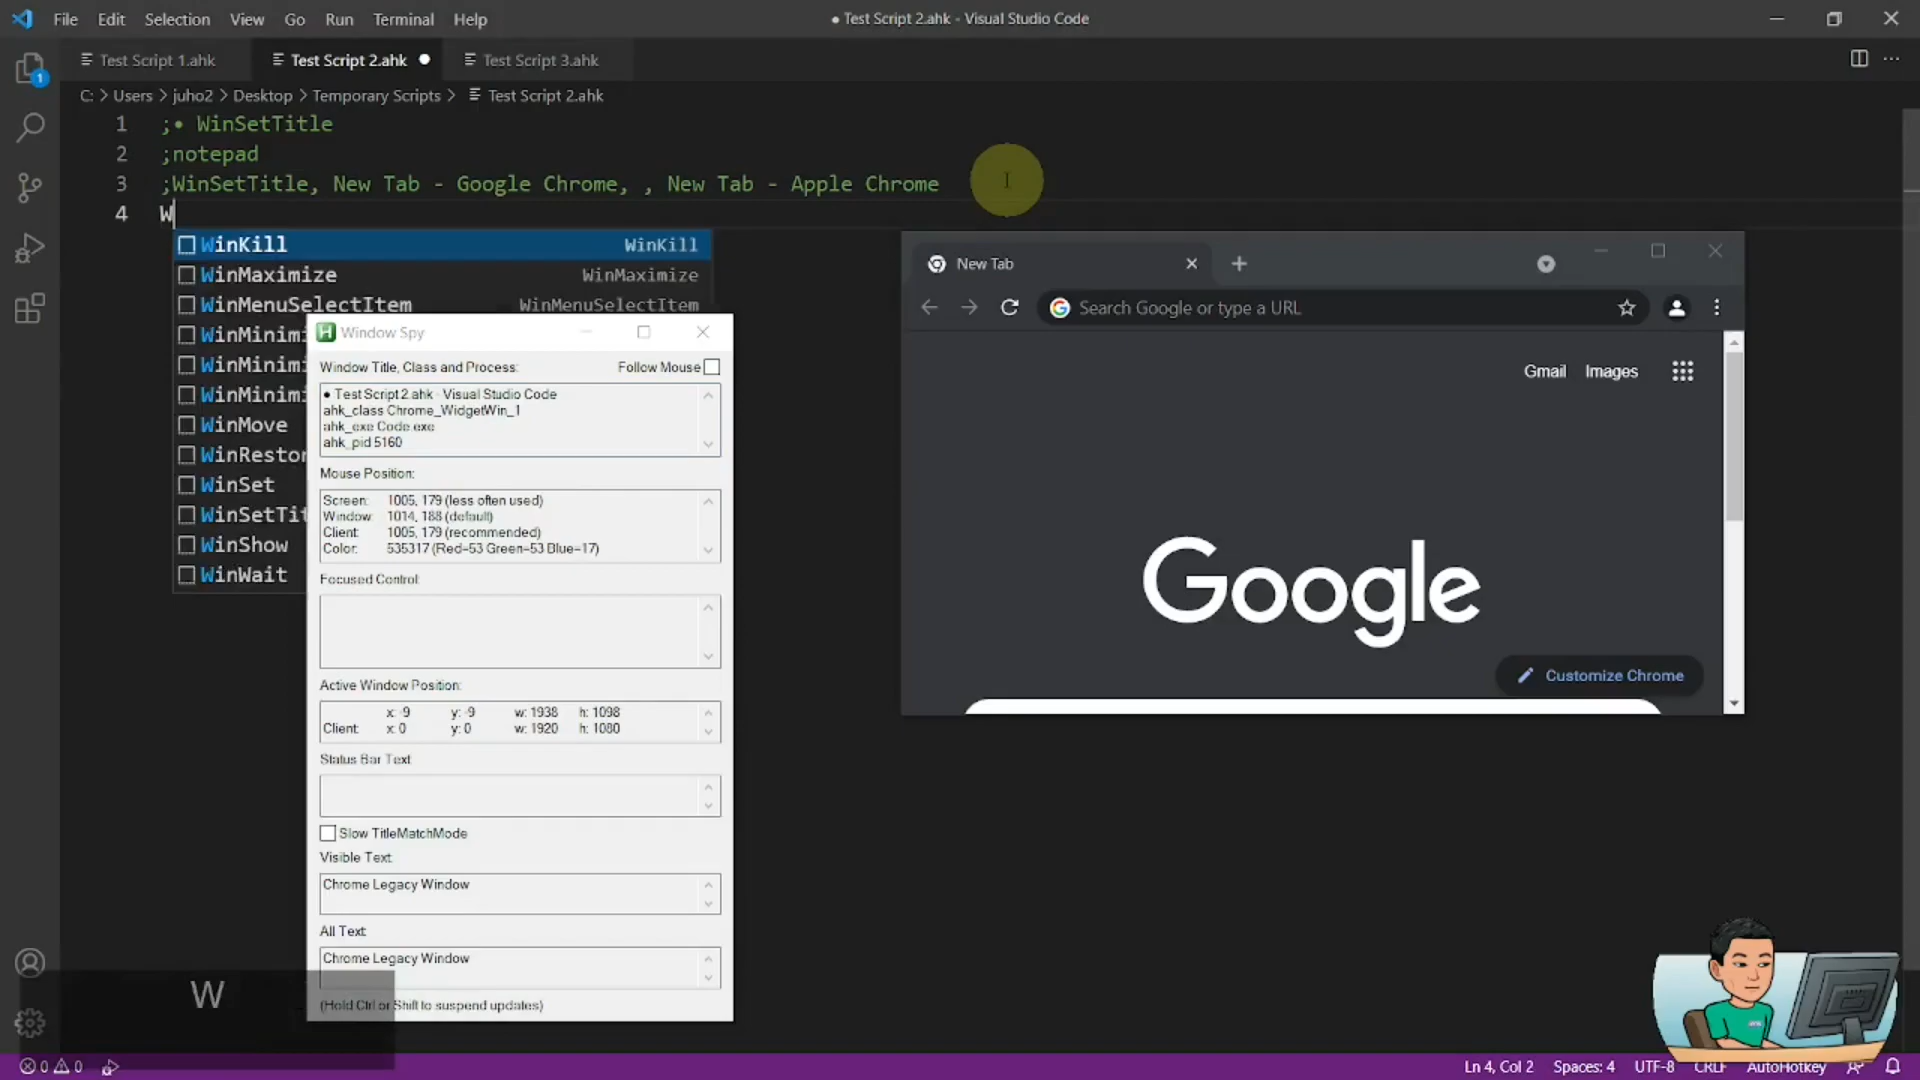 File Edit Selection View Go Run Terminal Help
● Test Script 2.ahk - Visual Studio Code
Test Script 1.ahk
Test Script 2.ahk ●
Test Script 3.ahk
C: > Users > juho2 > Desktop > Temporary Scripts > Test Script 2.ahk
1 ;• WinSetTitle
2 ;notepad
3 ;WinSetTitle, New Tab - Google Chrome, , New Tab - Apple Chrome
4 W
WinKill WinKill
WinMaximize WinMaximize
WinMenuSelectItem WinMenuSelectItem
WinMinimi
WinMinimi
WinMinimi
WinMove
WinRestor
WinSet
WinSetTit
WinShow
WinWait
Window Spy
Window Title, Class and Process: Follow Mouse
● Test Script 2.ahk - Visual Studio Code
ahk_class Chrome_WidgetWin_1
ahk_exe Code.exe
ahk_pid 5160
Mouse Position:
Screen: 1005, 179 (less often used)
Window: 1014, 188 (default)
Client: 1005, 179 (recommended)
Color: 535317 (Red=53 Green=53 Blue=17)
Focused Control:
Active Window Position:
x: -9 y: -9 w: 1938 h: 1098
Client: x: 0 y: 0 w: 1920 h: 1080
Status Bar Text:
Slow TitleMatchMode
Visible Text:
Chrome Legacy Window
All Text:
Chrome Legacy Window
(Hold Ctrl or Shift to suspend updates)
New Tab
Search Google or type a URL
Gmail Images
Google
Customize Chrome
1
W
0 0
Ln 4, Col 2 Spaces: 4 UTF-8 CRLF AutoHotkey